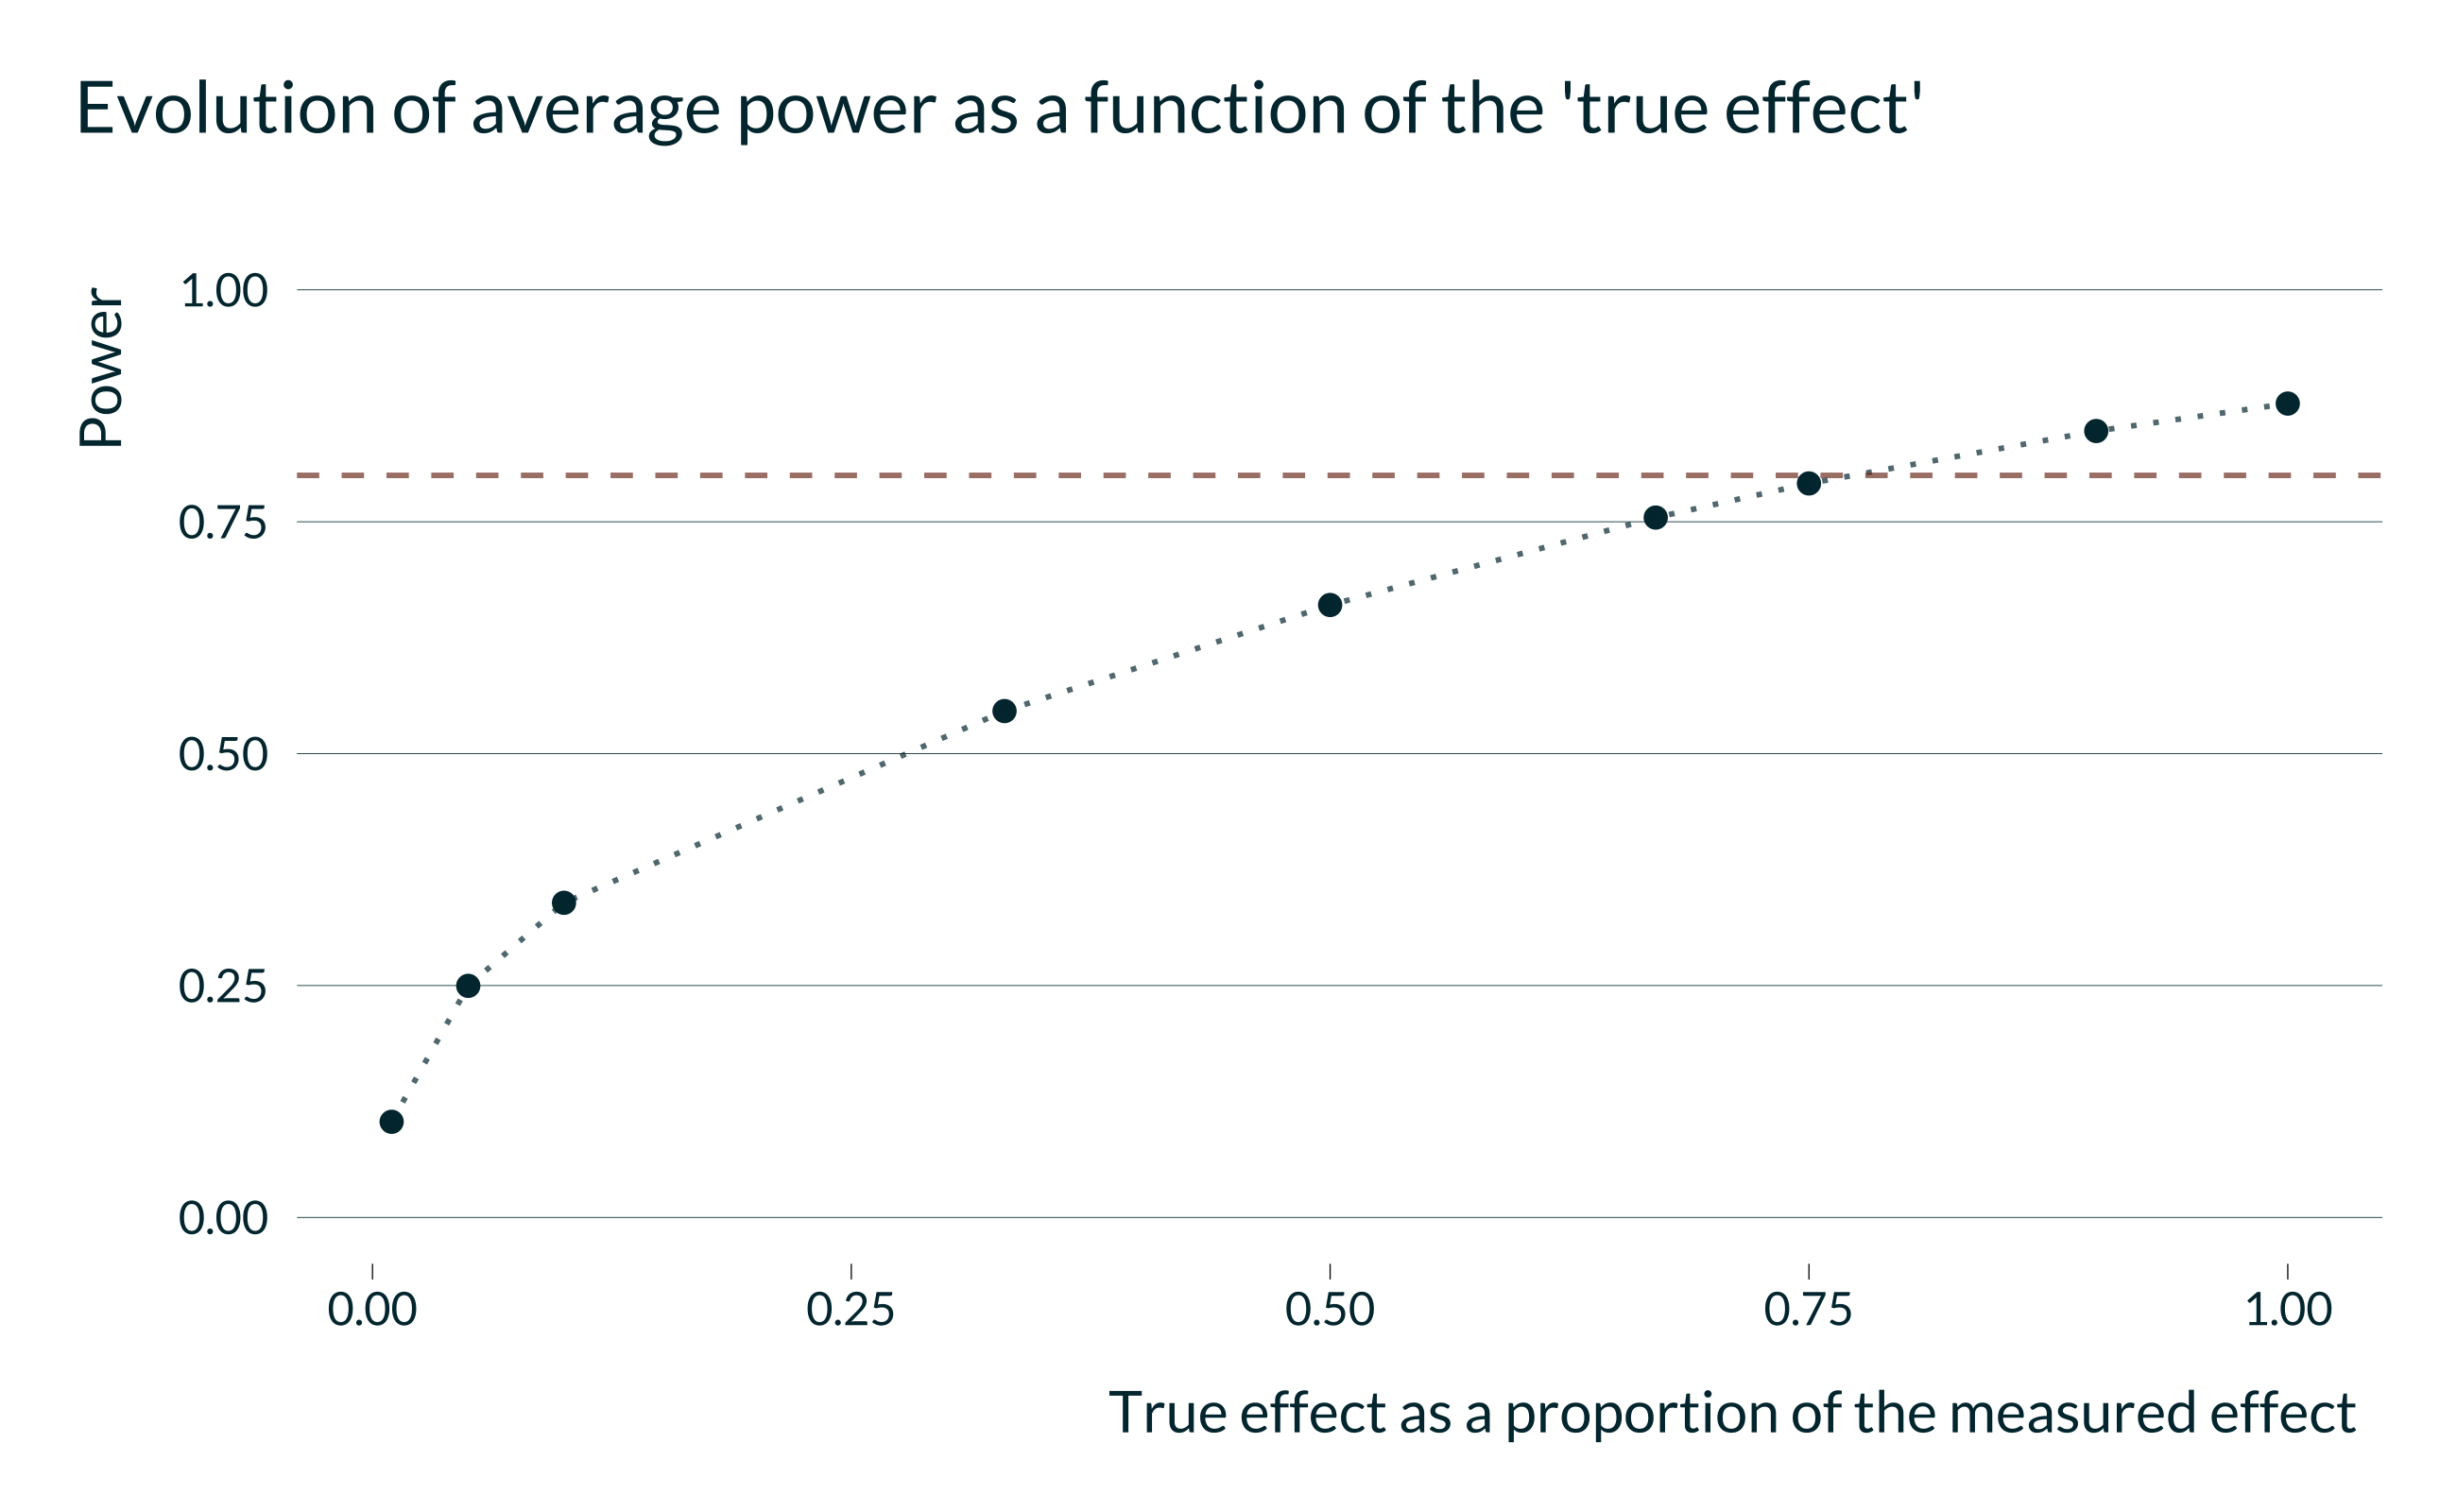 Evolution of average power as a function of the 'true effect'
Power
1.00
0.75
0.50
0.25
0.00
0.00 0.25 0.50 0.75 1.00
True effect as a proportion of the measured effect